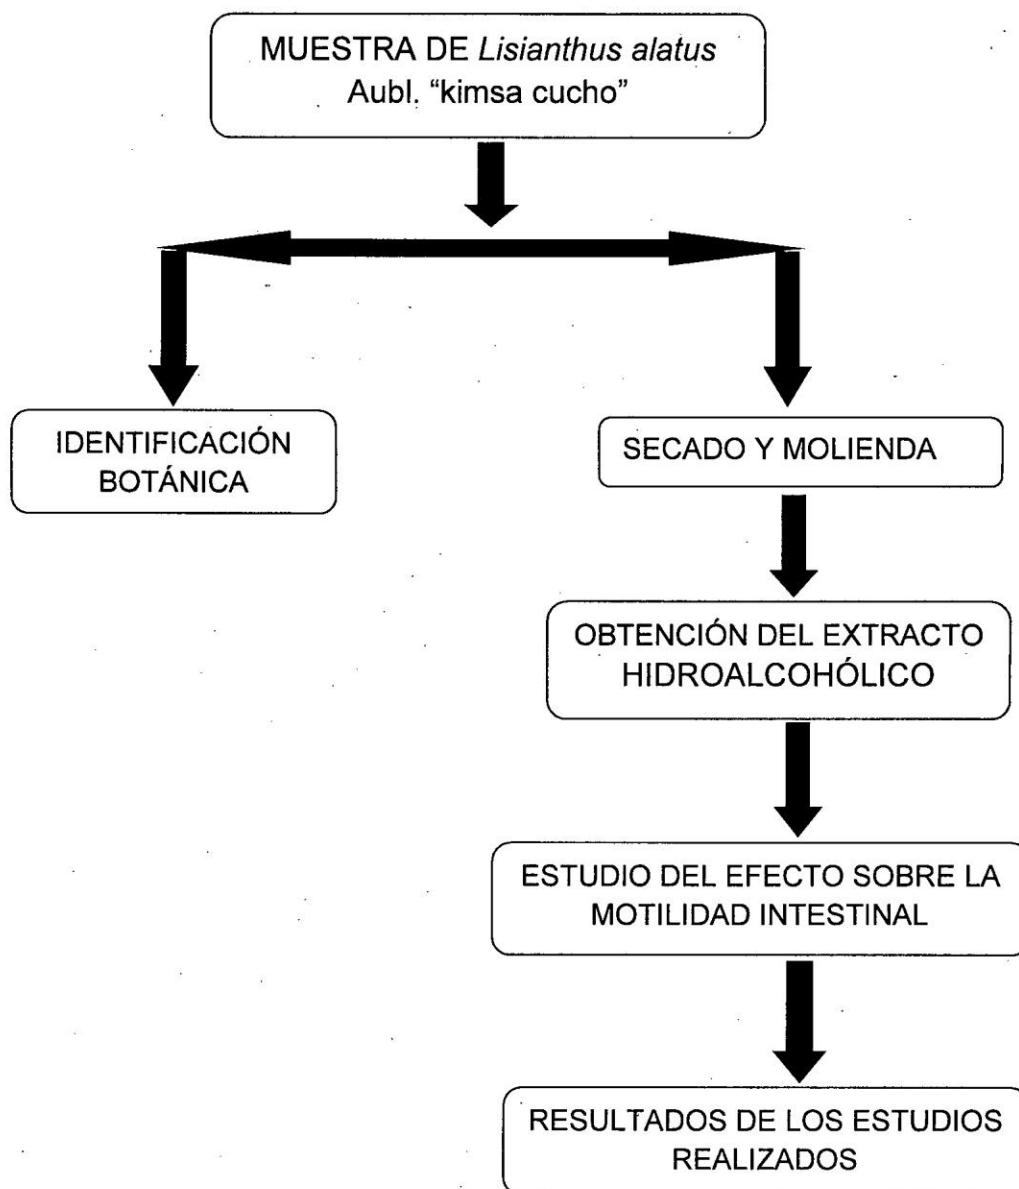 MUESTRA DE Lisianthus alatus
Aubl. “kimsa cucho”
IDENTIFICACIÓN
BOTÁNICA
SECADO Y MOLIENDA
OBTENCIÓN DEL EXTRACTO
HIDROALCOHÓLICO
ESTUDIO DEL EFECTO SOBRE LA
MOTILIDAD INTESTINAL
RESULTADOS DE LOS ESTUDIOS
REALIZADOS